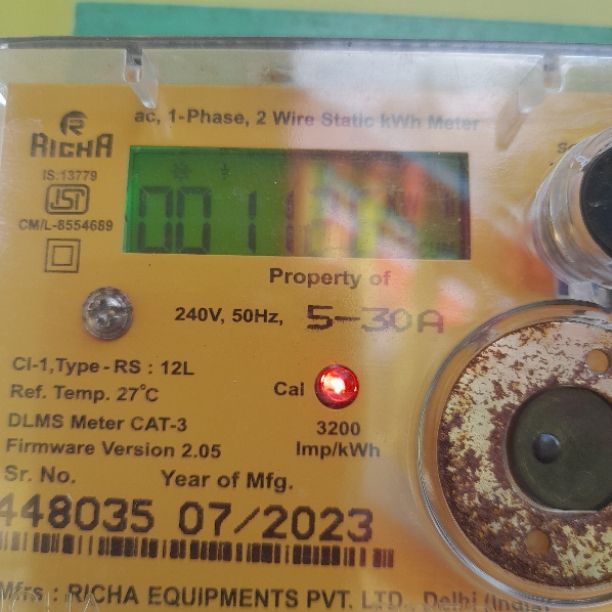 ac, 1-Phase, 2 Wire Static kWh Meter
RICHA
IS:13779
ISI
CM/L-8554689
Property of
240V, 50Hz, 5-30A
Cl-1,Type - RS : 12L
Ref. Temp. 27°C
DLMS Meter CAT-3
Firmware Version 2.05
Cal
3200
Imp/kWh
Sr. No.
Year of Mfg.
448035 07/2023
Mfrs : RICHA EQUIPMENTS PVT. LTD., Delhi